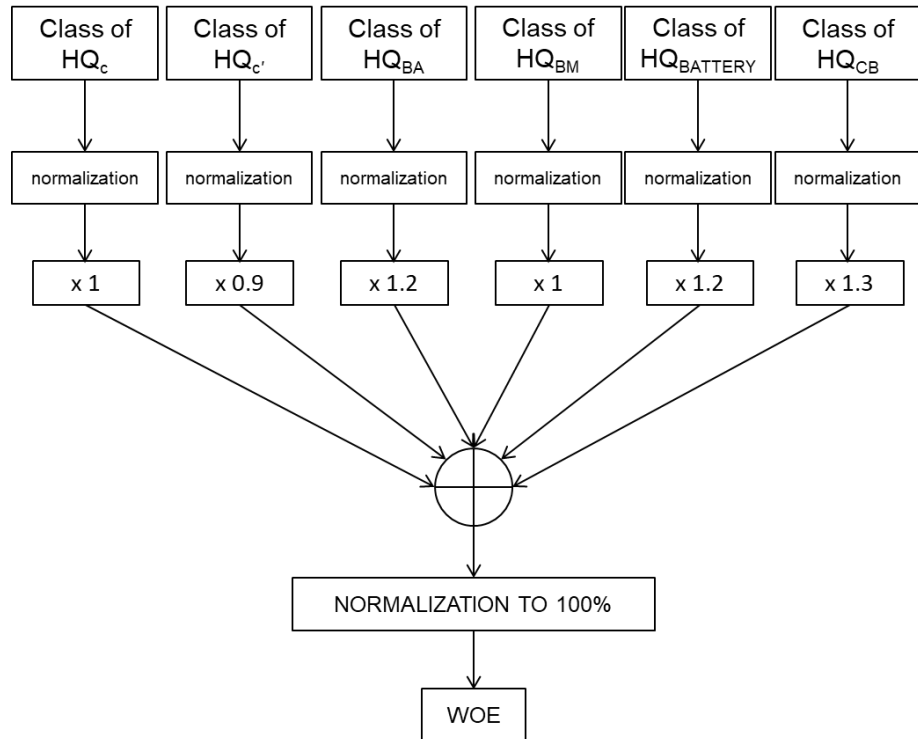 Class of
HQc
Class of
HQc'
Class of
HQBA
Class of
HQBM
Class of
HQBATTERY
Class of
HQCB
normalization
normalization
normalization
normalization
normalization
normalization
x 1
x 0.9
x 1.2
x 1
x 1.2
x 1.3
NORMALIZATION TO 100%
WOE